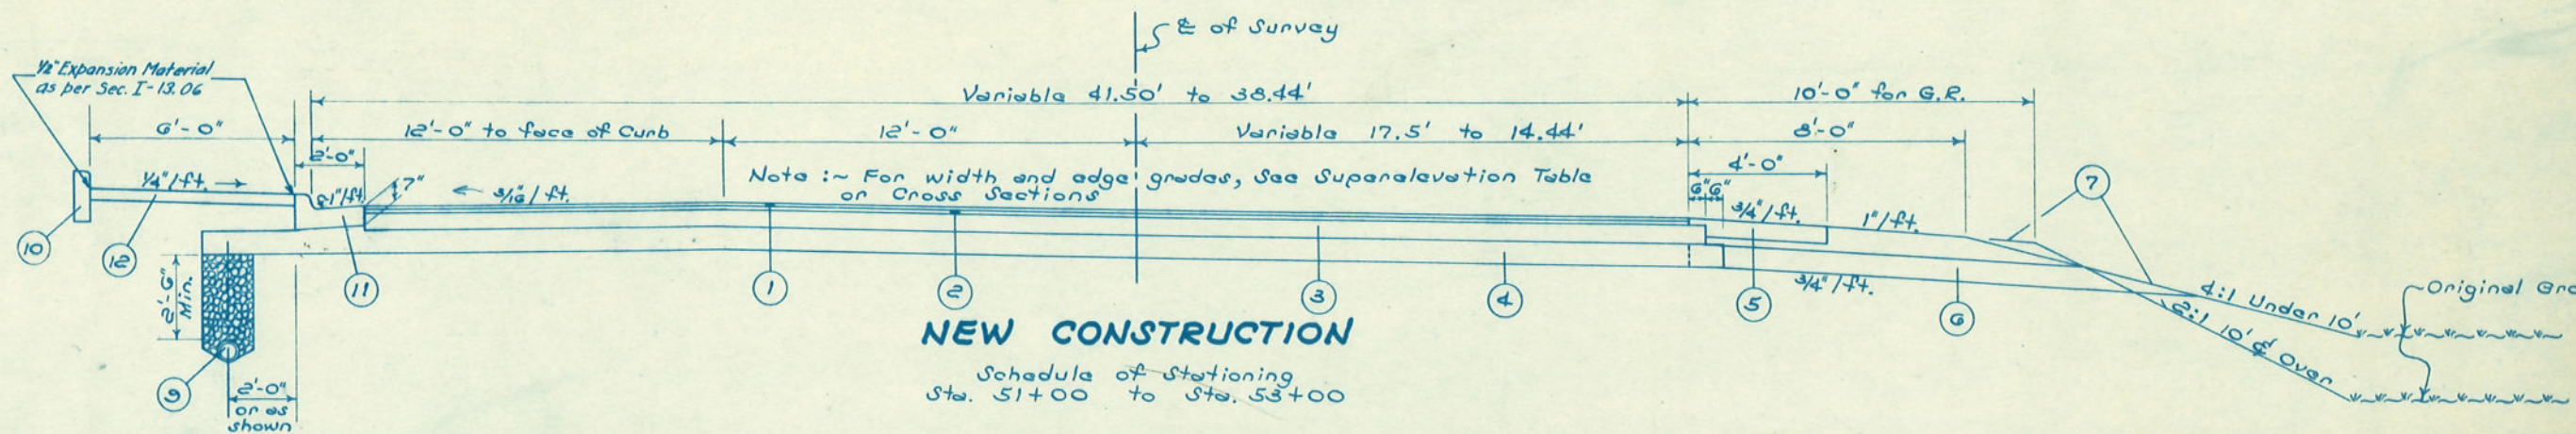 ℄ of Survey
½" Expansion Material
as per Sec. I-13.06
Variable 41.50' to 38.44'
10'-0" for G.R.
6'-0"
12'-0" to face of Curb
12'-0"
Variable 17.5' to 14.44'
8'-0"
2'-0"
4'-0"
Note :~ For width and edge grades, See Superelevation Table
or Cross Sections
¼"/ft.
1"/ft.
7"
3/16"/ft.
6" 6"
3/4"/ft.
1"/ft.
7
10
12
11
2'-6"
Min.
1
2
3
4
5
3/4"/ft.
6
4:1 Under 10'
2:1 10' & Over
Original
NEW CONSTRUCTION
Schedule of Stationing
Sta. 51+00 to Sta. 53+00
9
2'-0"
or as
shown